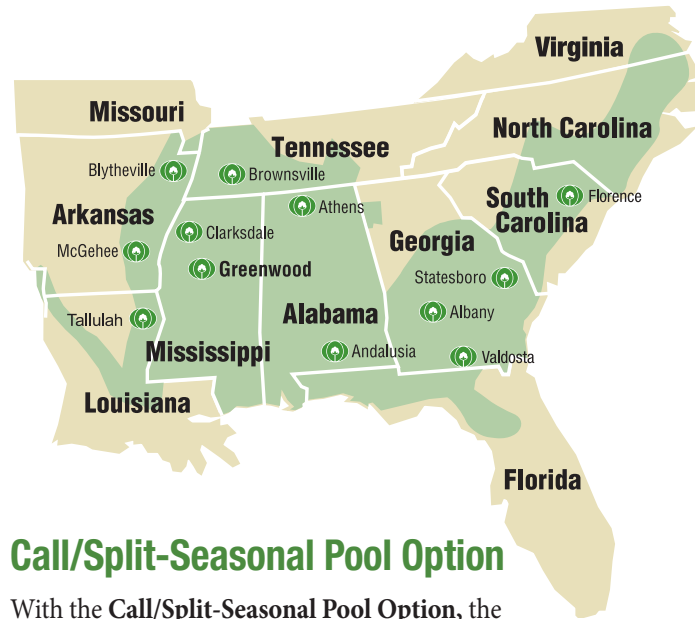 Virginia
Missouri
North Carolina
Tennessee
Blytheville
Brownsville
South
Carolina
Florence
Arkansas
Athens
Clarksdale
Georgia
McGehee
Greenwood
Statesboro
Tallulah
Alabama
Albany
Mississippi
Andalusia
Valdosta
Louisiana
Florida
Call/Split-Seasonal Pool Option
With the Call/Split-Seasonal Pool Option, the